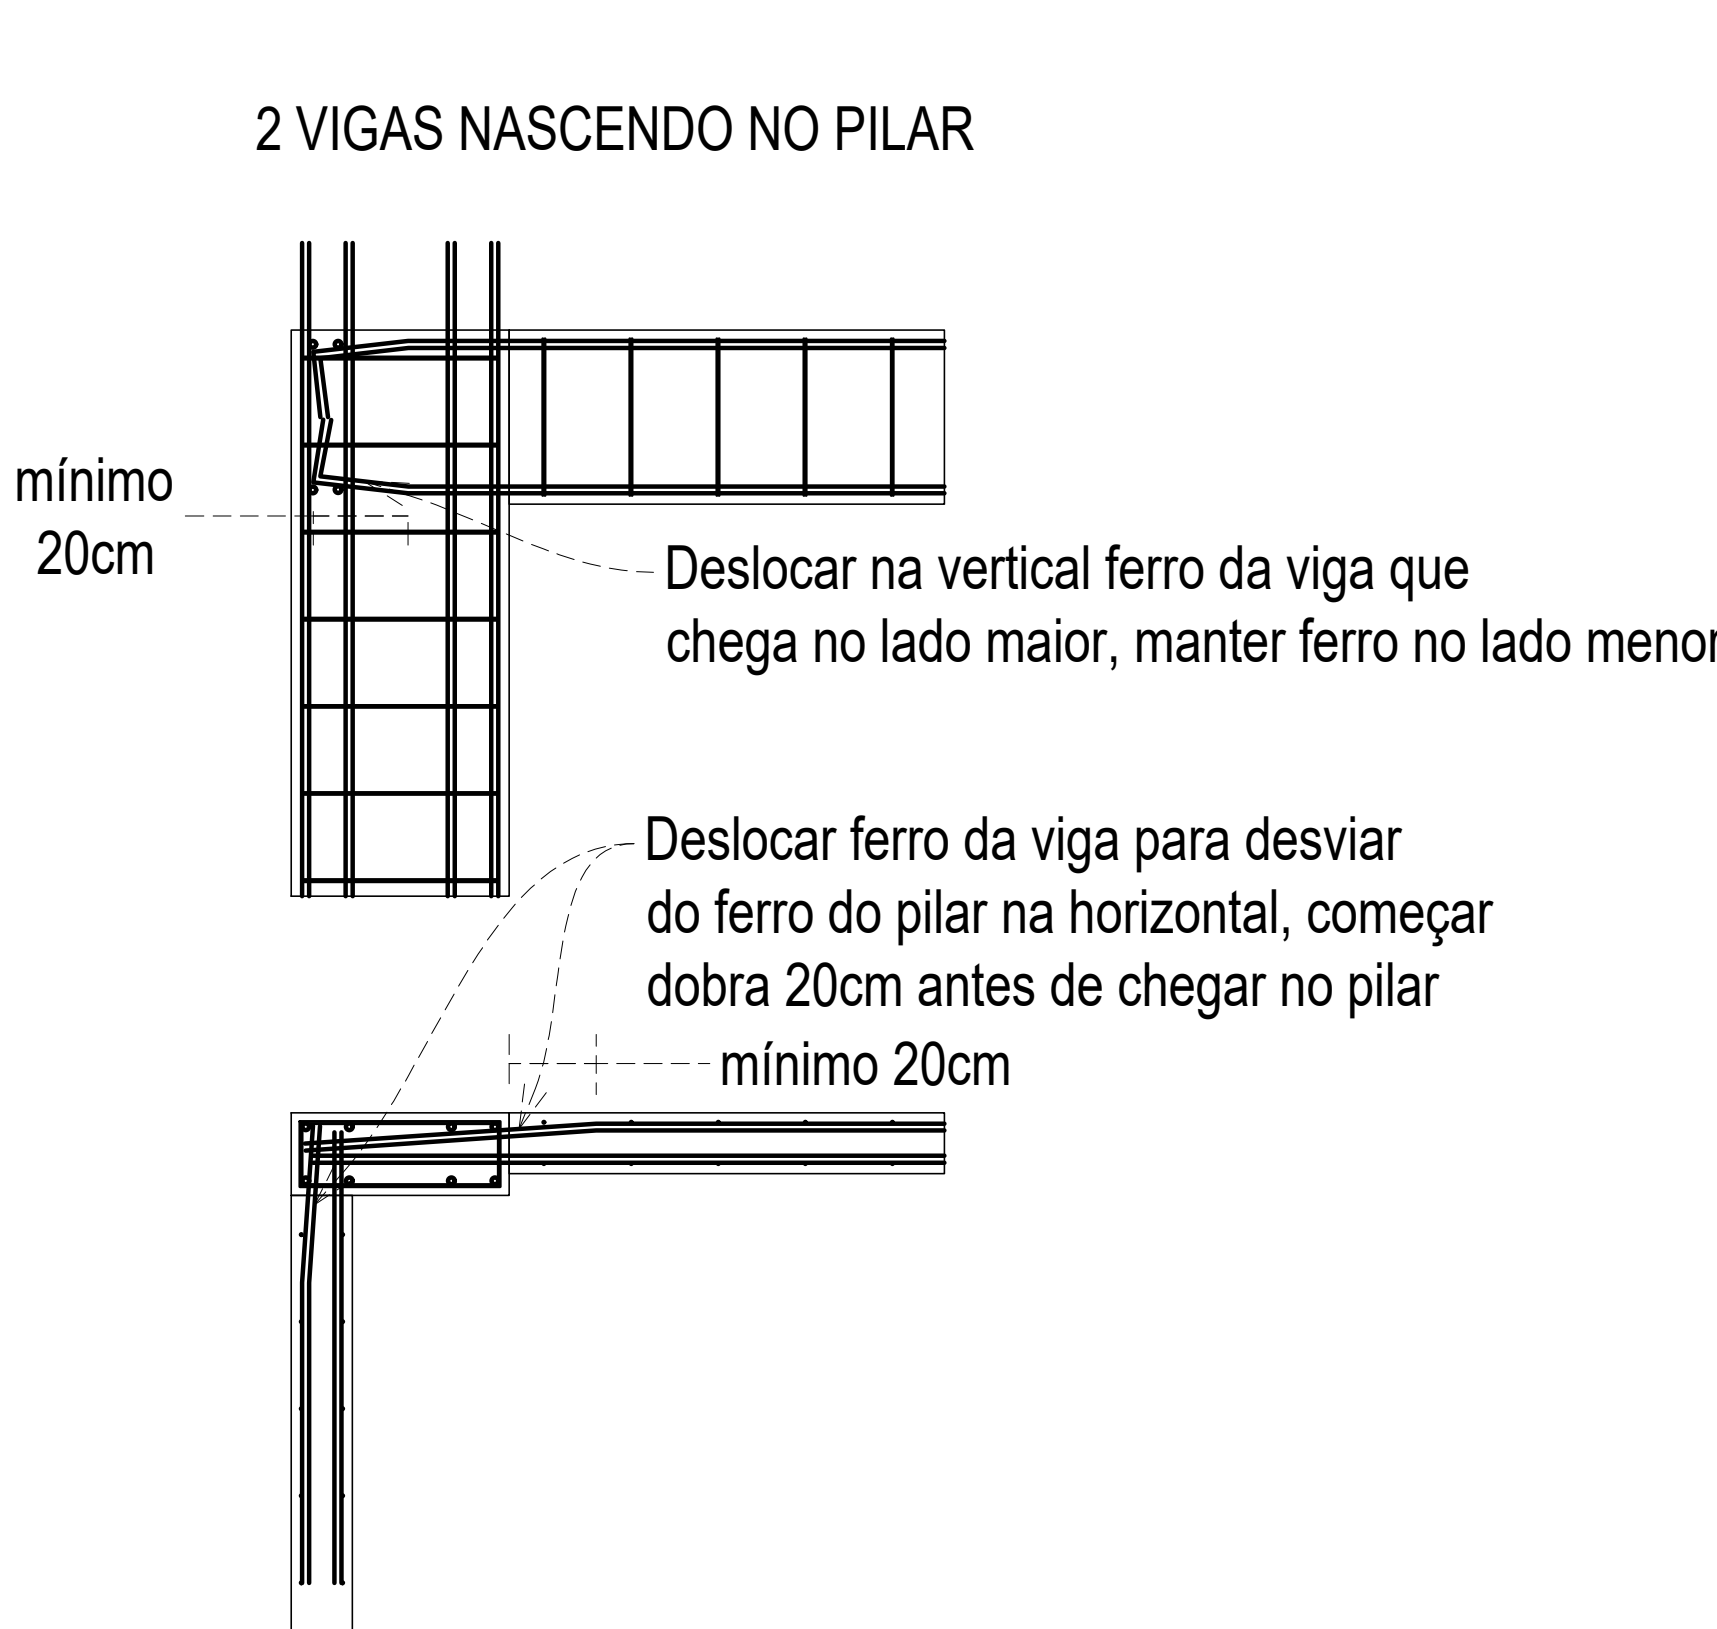 2 VIGAS NASCENDO NO PILAR
mínimo
20cm
Deslocar na vertical ferro da viga que
chega no lado maior, manter ferro no lado menor
Deslocar ferro da viga para desviar
do ferro do pilar na horizontal, começar
dobra 20cm antes de chegar no pilar
mínimo 20cm